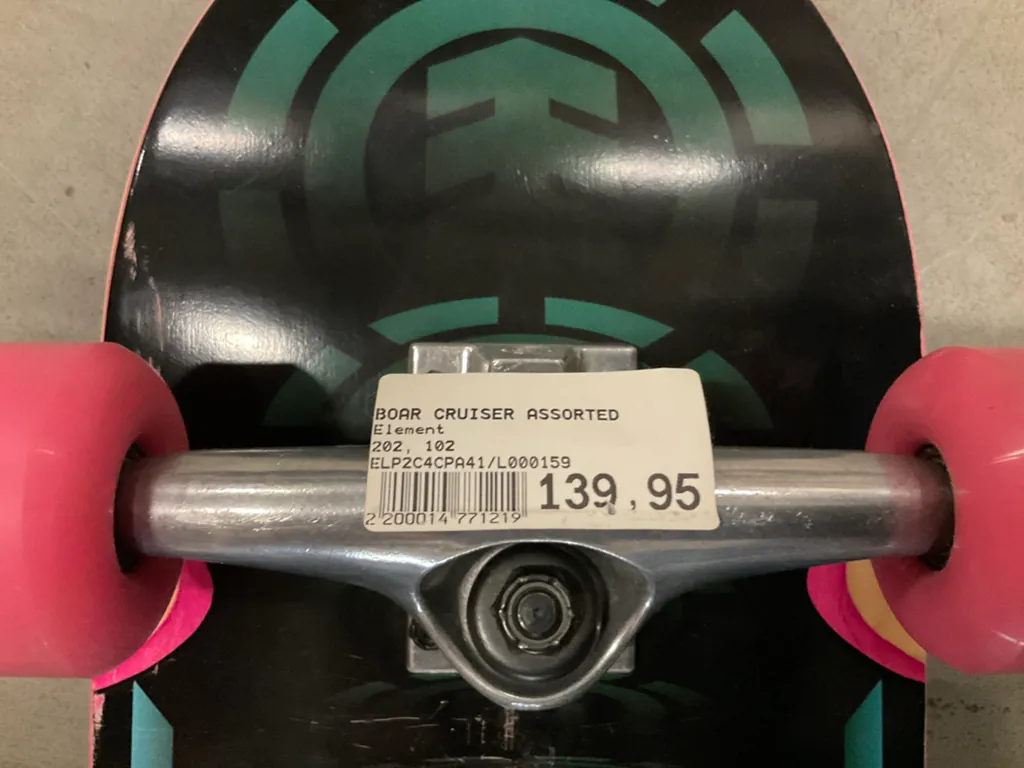 BOAR CRUISER ASSORTED
Element
202, 102
ELP2C4CPA41/L000159
139,95
2 200014 771219